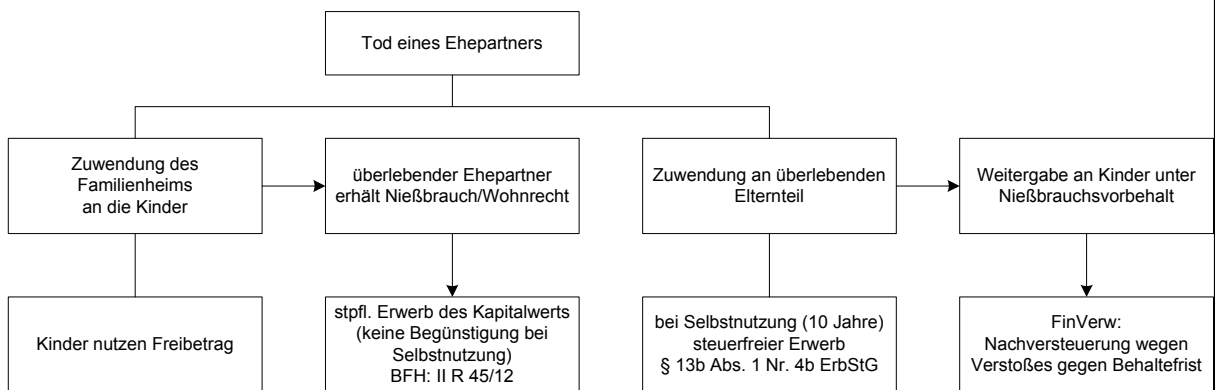 Tod eines Ehepartners
Zuwendung des
Familienheims
an die Kinder
überlebender Ehepartner
erhält Nießbrauch/Wohnrecht
Zuwendung an überlebenden
Elternteil
Weitergabe an Kinder unter
Nießbrauchsvorbehalt
Kinder nutzen Freibetrag
stpfl. Erwerb des Kapitalwerts
(keine Begünstigung bei
Selbstnutzung)
BFH: II R 45/12
bei Selbstnutzung (10 Jahre)
steuerfreier Erwerb
§ 13b Abs. 1 Nr. 4b ErbStG
FinVerw:
Nachversteuerung wegen
Verstoßes gegen Behaltefrist